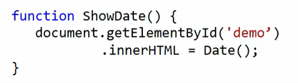 function ShowDate() {
document.getElementById('demo’)
.innerHTML = Date();
}